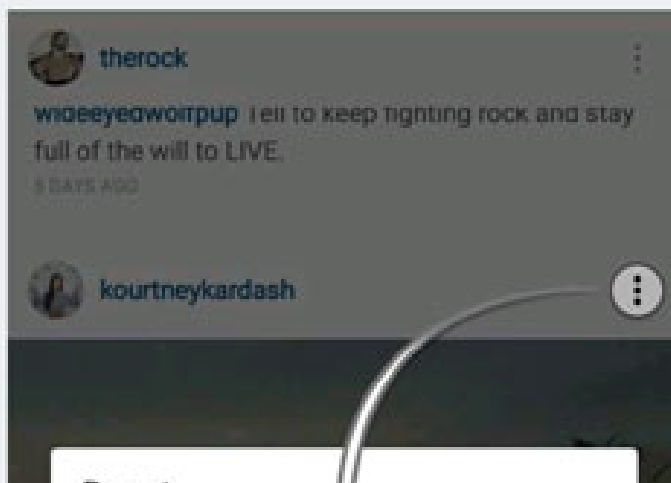 therock
wideeyedwolfpup Tell to keep fighting rock and stay
full of the will to LIVE.
5 DAYS AGO
kourtneykardash